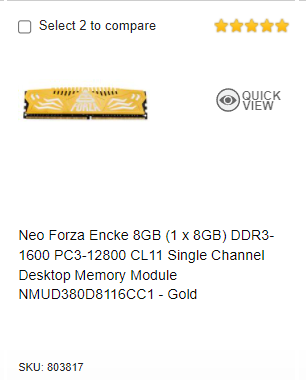 Select 2 to compare
QUICK
VIEW
FORZA
Neo Forza Encke 8GB (1 x 8GB) DDR3-
1600 PC3-12800 CL11 Single Channel
Desktop Memory Module
NMUD380D8116CC1 - Gold
SKU: 803817